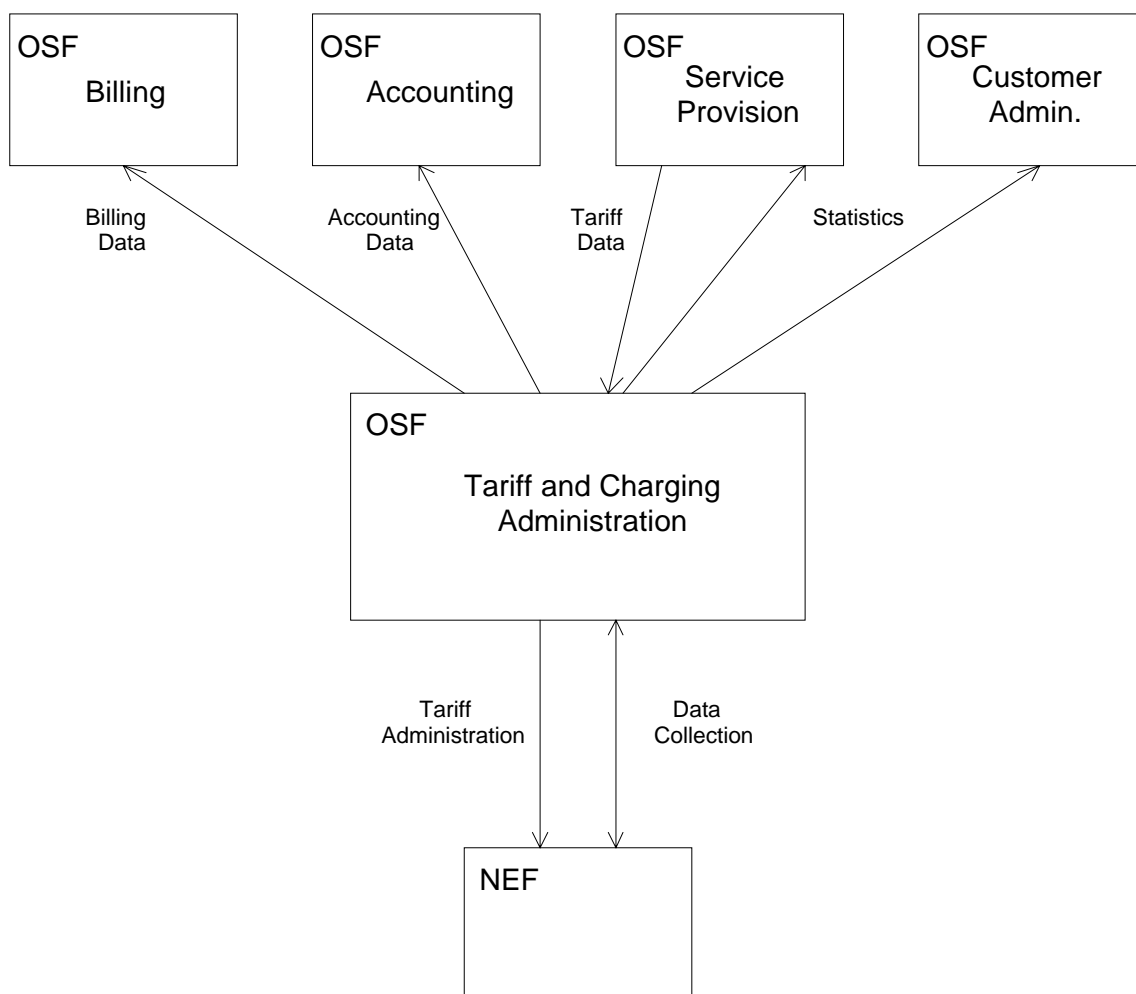 OSF
Billing
OSF
Accounting
OSF
Service
Provision
OSF
Customer
Admin.
Billing
Data
Accounting
Data
Tariff
Data
Statistics
OSF
Tariff and Charging
Administration
Tariff
Administration
Data
Collection
NEF